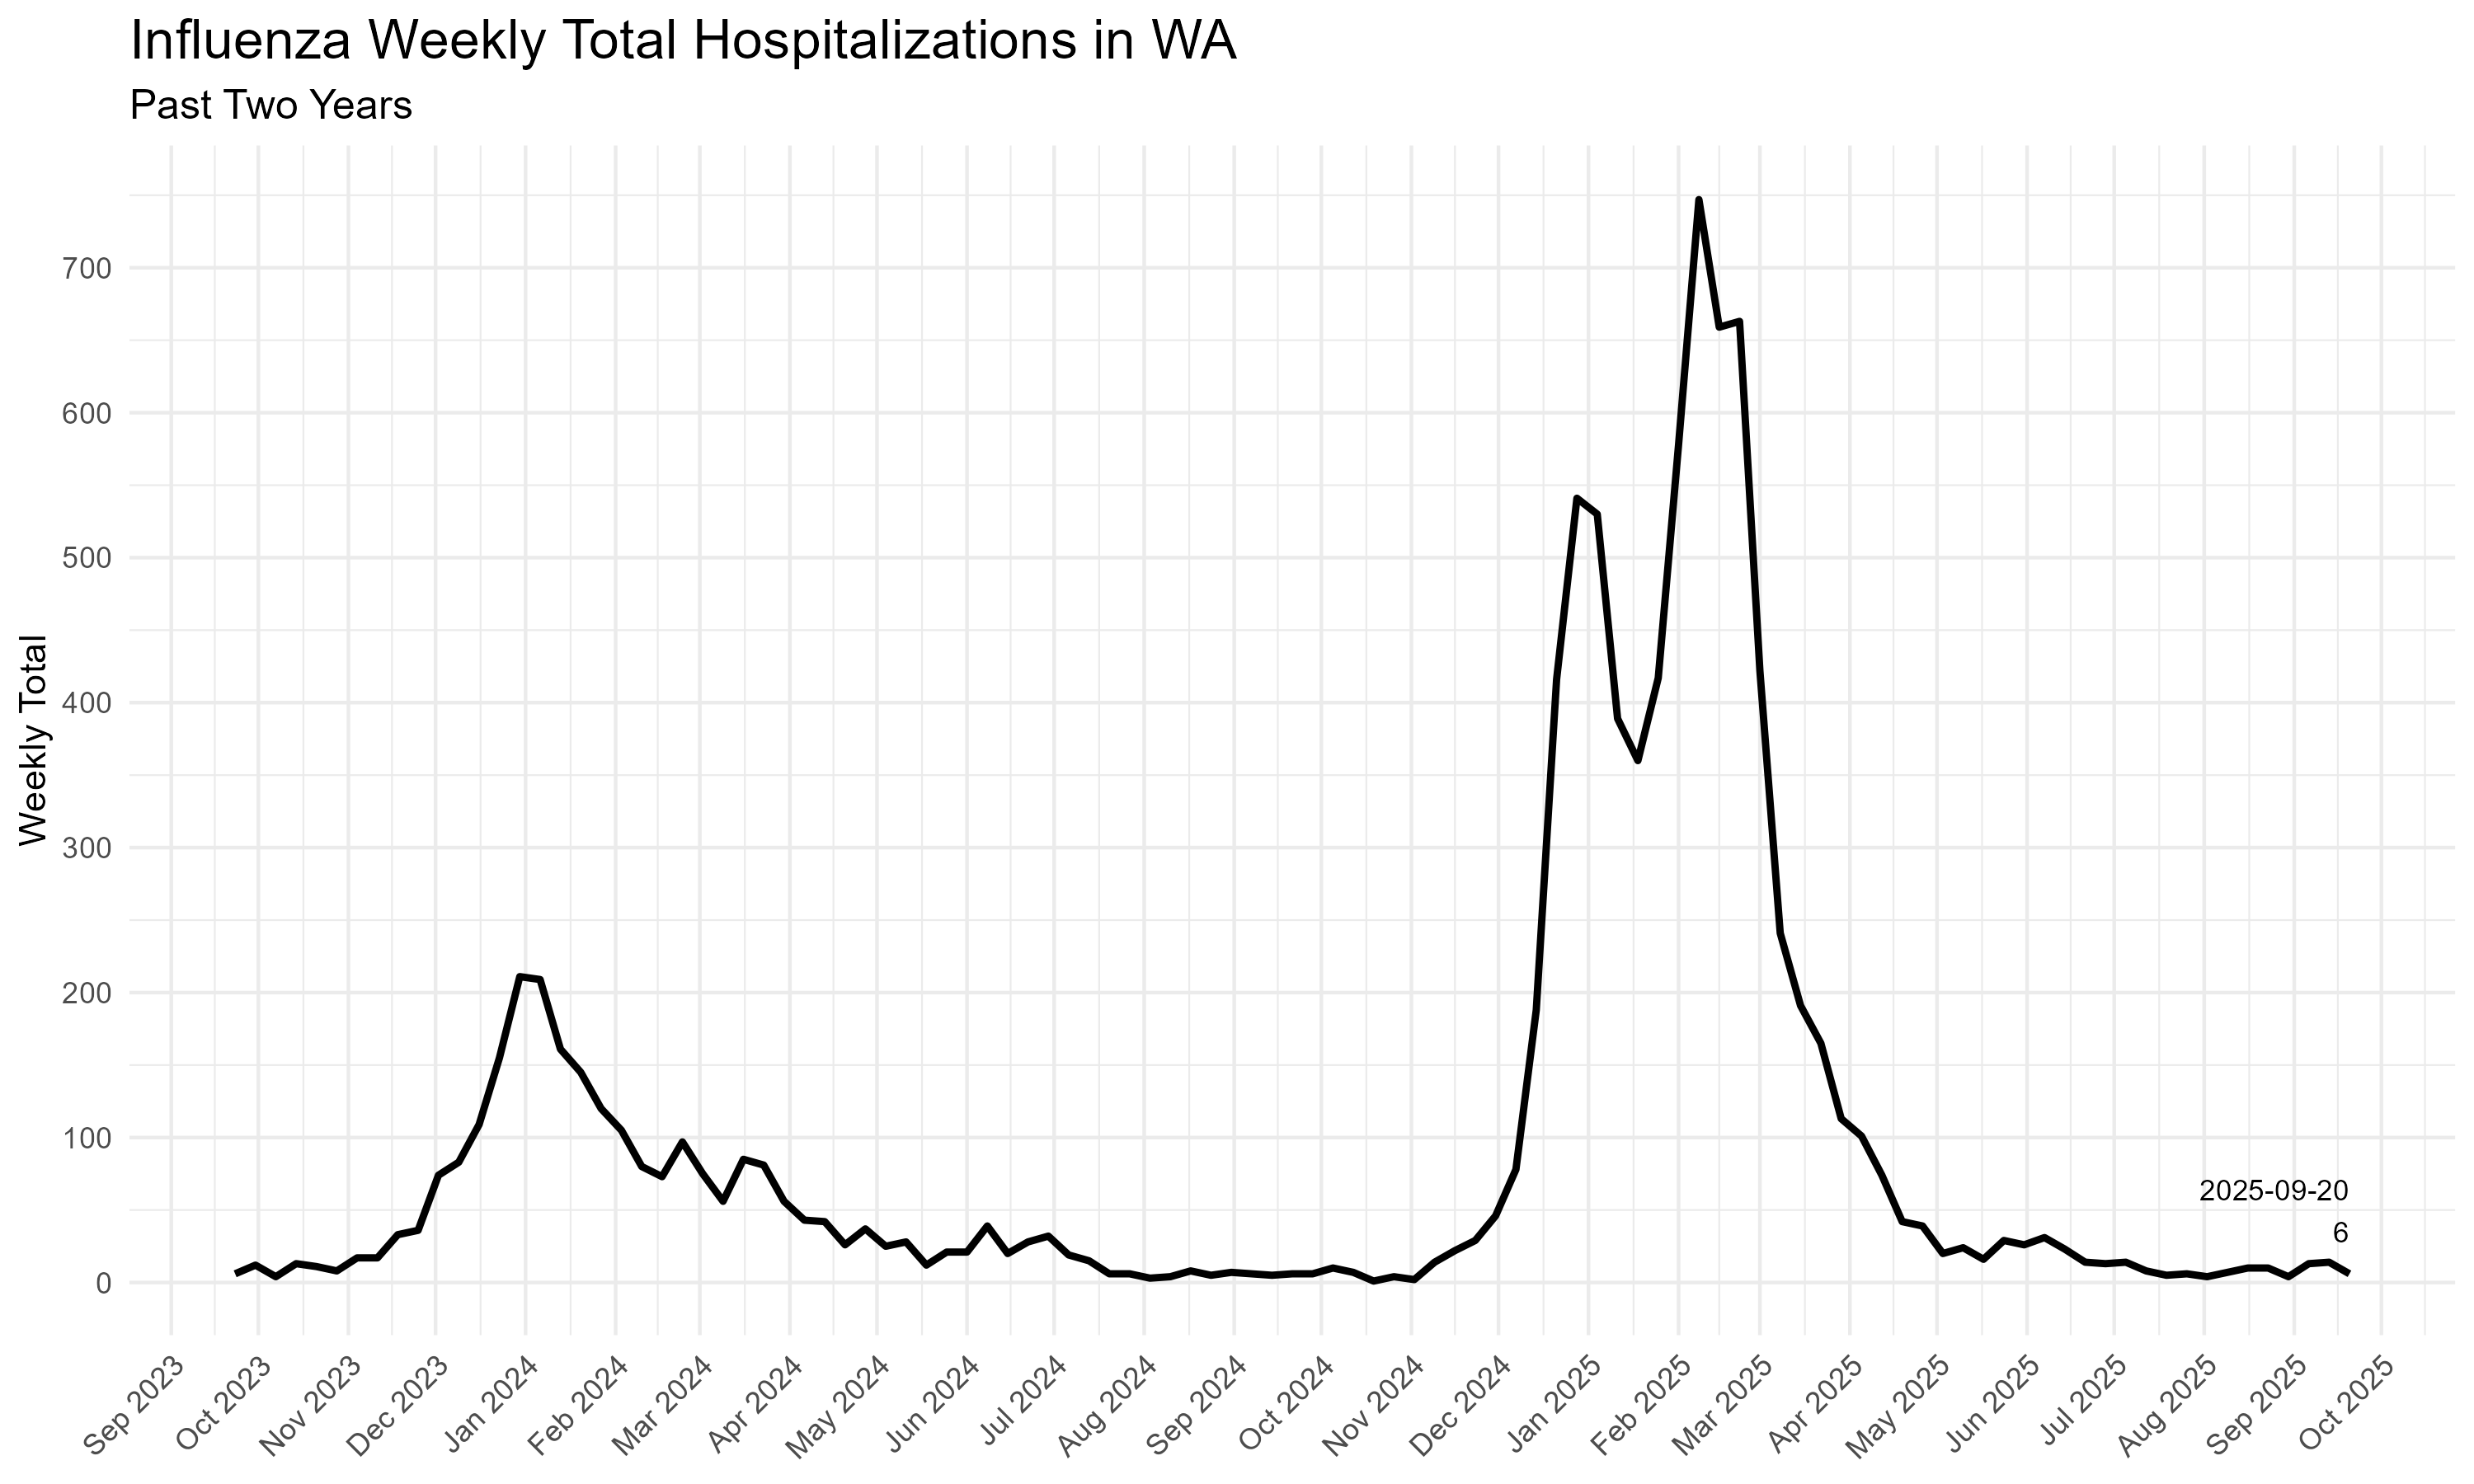 Influenza Weekly Total Hospitalizations in WA
Past Two Years
Weekly Total
700
600
500
400
300
200
100
0
2025-09-20
6
Sep 2023
Oct 2023
Nov 2023
Dec 2023
Jan 2024
Feb 2024
Mar 2024
Apr 2024
May 2024
Jun 2024
Jul 2024
Aug 2024
Sep 2024
Oct 2024
Nov 2024
Dec 2024
Jan 2025
Feb 2025
Mar 2025
Apr 2025
May 2025
Jun 2025
Jul 2025
Aug 2025
Sep 2025
Oct 2025